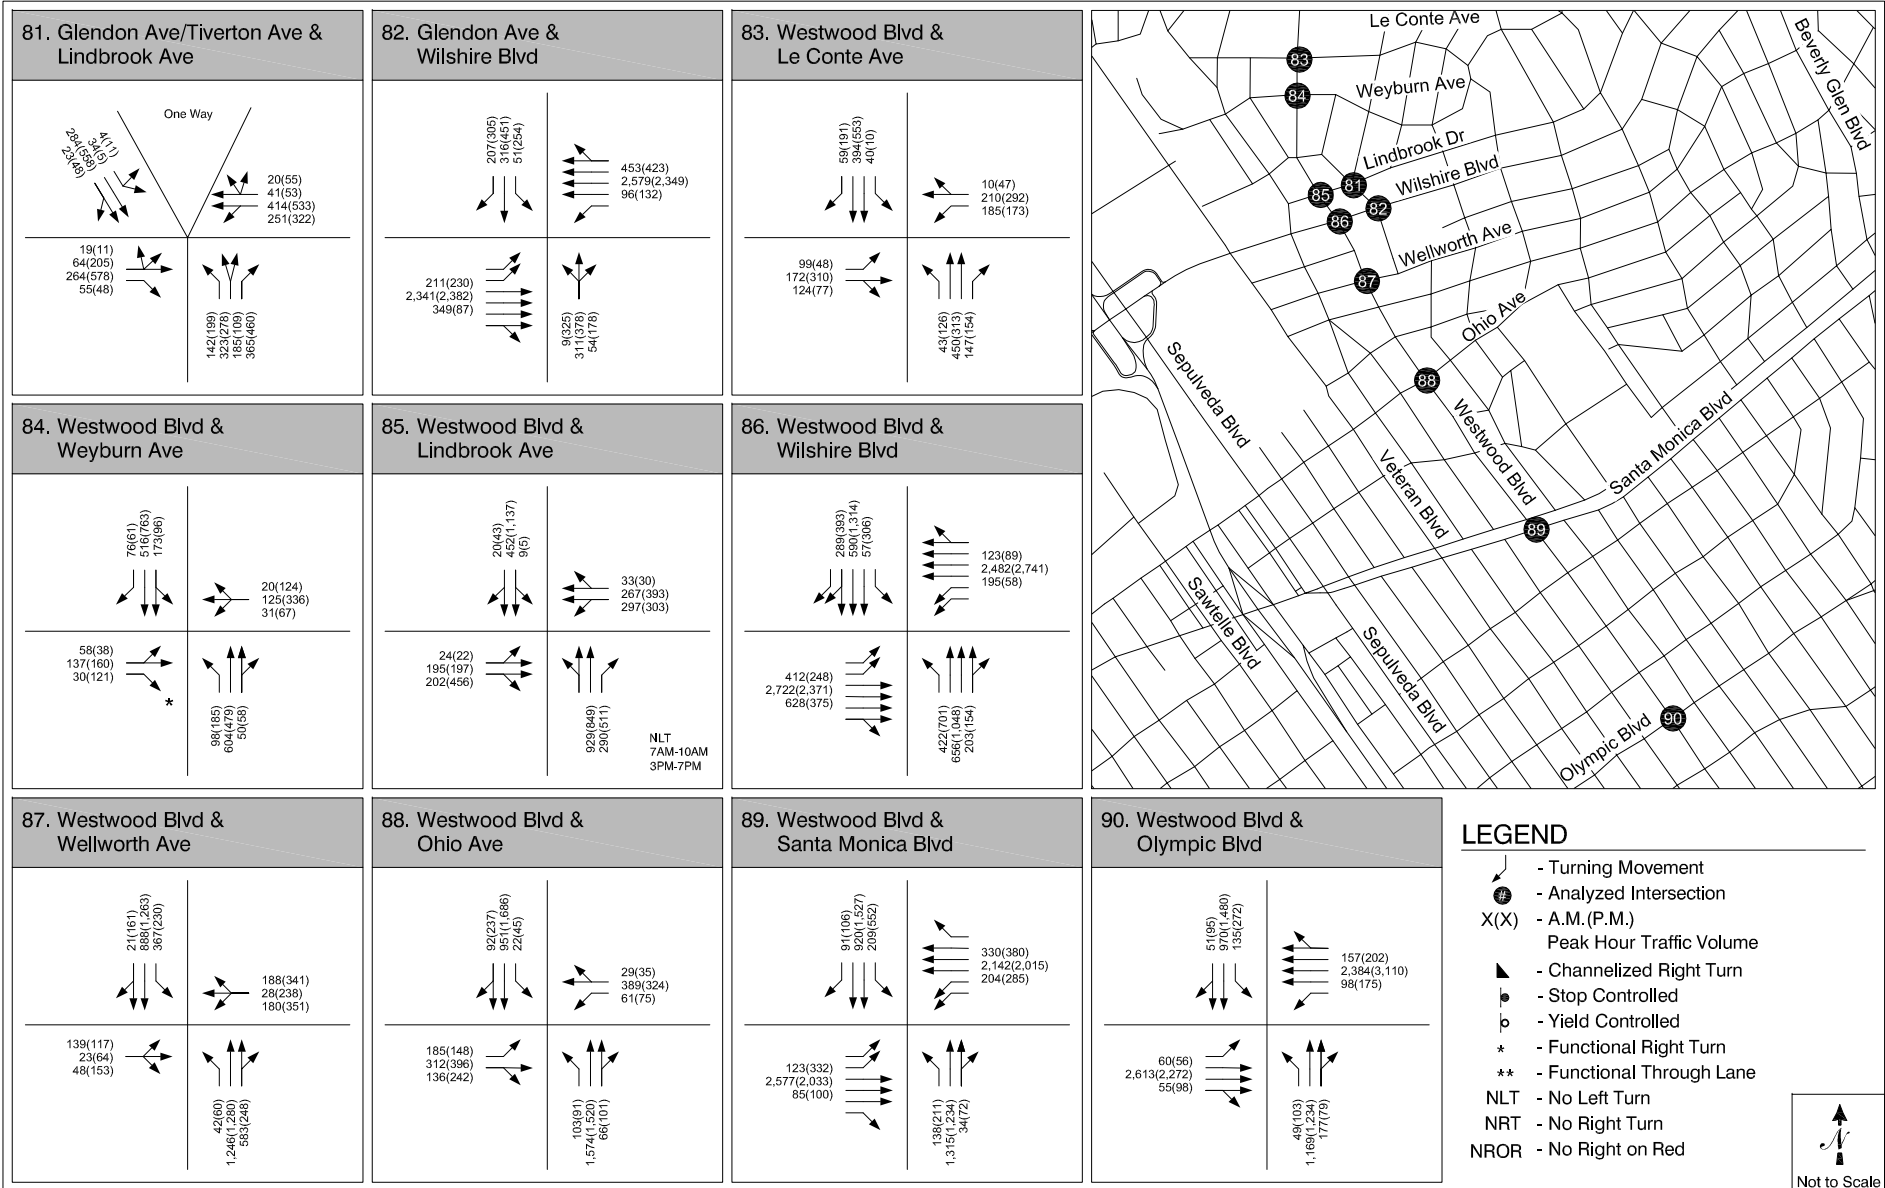 81. Glendon Ave/Tiverton Ave &
Lindbrook Ave
One Way
4(11)
34(5)
284(558)
23(48)
20(55)
41(53)
414(533)
251(322)
19(11)
64(205)
264(578)
55(48)
142(199)
323(278)
185(109)
365(460)
82. Glendon Ave &
Wilshire Blvd
207(305)
316(451)
51(254)
453(423)
2,579(2,349)
96(132)
211(230)
2,341(2,382)
349(87)
9(325)
311(378)
54(178)
83. Westwood Blvd &
Le Conte Ave
59(191)
394(553)
40(10)
10(47)
210(292)
185(173)
99(48)
172(310)
124(77)
43(126)
450(313)
147(154)
84. Westwood Blvd &
Weyburn Ave
76(61)
516(763)
173(96)
20(124)
125(336)
31(67)
58(38)
137(160)
30(121)
*
98(185)
604(479)
50(58)
85. Westwood Blvd &
Lindbrook Ave
20(43)
452(1,137)
9(5)
33(30)
267(393)
297(303)
24(22)
195(197)
202(456)
929(849)
290(511)
NLT
7AM-10AM
3PM-7PM
86. Westwood Blvd &
Wilshire Blvd
289(393)
590(1,314)
57(306)
123(89)
2,482(2,741)
195(58)
412(248)
2,722(2,371)
628(375)
422(701)
656(1,048)
203(154)
87. Westwood Blvd &
Wellworth Ave
21(161)
888(1,263)
367(230)
188(341)
28(238)
180(351)
139(117)
23(64)
48(153)
42(60)
1,246(1,280)
583(248)
88. Westwood Blvd &
Ohio Ave
92(237)
951(1,686)
22(45)
29(35)
389(324)
61(75)
185(148)
312(396)
136(242)
103(91)
1,574(1,520)
66(101)
89. Westwood Blvd &
Santa Monica Blvd
91(106)
920(1,527)
209(552)
330(380)
2,142(2,015)
204(285)
123(332)
2,577(2,033)
85(100)
138(211)
1,315(1,234)
34(72)
90. Westwood Blvd &
Olympic Blvd
51(95)
970(1,480)
135(272)
157(202)
2,384(3,110)
98(175)
60(56)
2,613(2,272)
55(98)
49(103)
1,169(1,234)
177(79)
Le Conte Ave
Beverly Glen Blvd
83
Weyburn Ave
84
Lindbrook Dr
Wilshire Blvd
81
85
82
86
Wellworth Ave
87
Ohio Ave
Sepulveda Blvd
88
Westwood Blvd
Santa Monica Blvd
Veteran Blvd
89
Sawtelle Blvd
Sepulveda Blvd
90
Olympic Blvd
LEGEND
- Turning Movement
# - Analyzed Intersection
X(X) - A.M.(P.M.)
Peak Hour Traffic Volume
- Channelized Right Turn
- Stop Controlled
- Yield Controlled
* - Functional Right Turn
** - Functional Through Lane
NLT - No Left Turn
NRT - No Right Turn
NROR - No Right on Red
N
Not to Scale